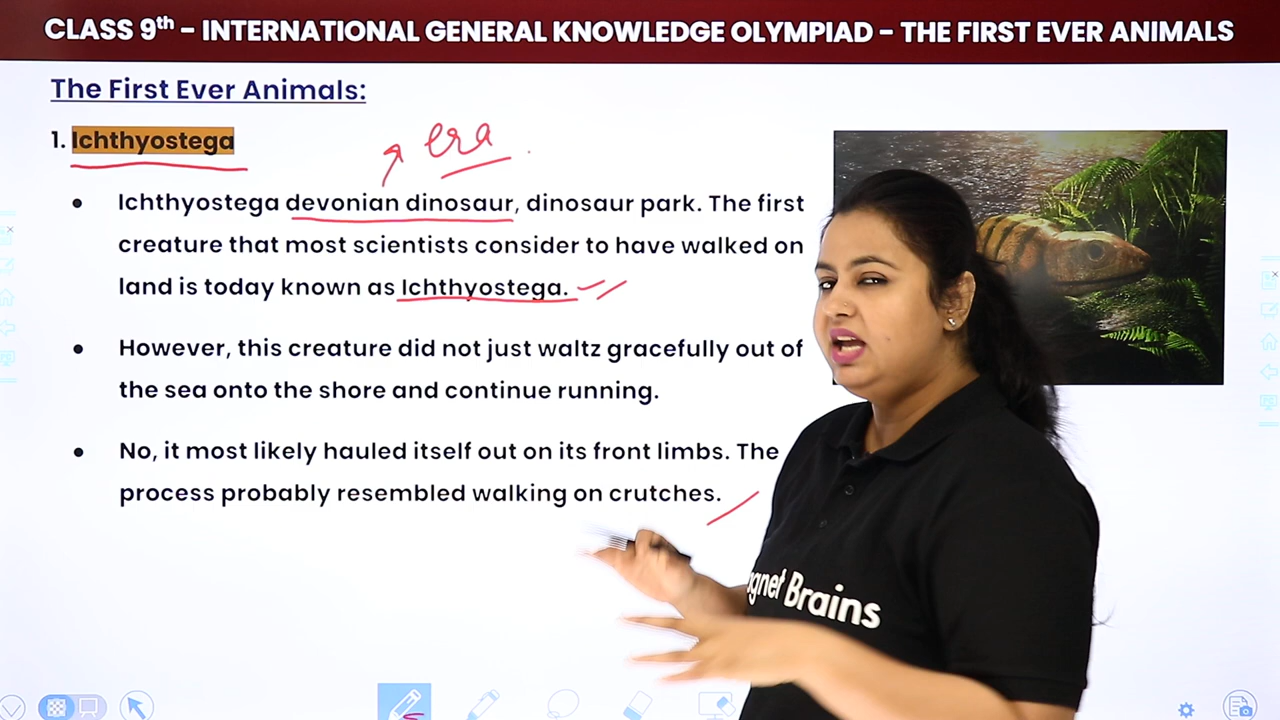 CLASS 9th – INTERNATIONAL GENERAL KNOWLEDGE OLYMPIAD – THE FIRST EVER ANIMALS
The First Ever Animals:
1. Ichthyostega
era
• Ichthyostega devonian dinosaur, dinosaur park. The first
creature that most scientists consider to have walked on
land is today known as Ichthyostega.
• However, this creature did not just waltz gracefully out of
the sea onto the shore and continue running.
• No, it most likely hauled itself out on its front limbs. The
process probably resembled walking on crutches.
Brains